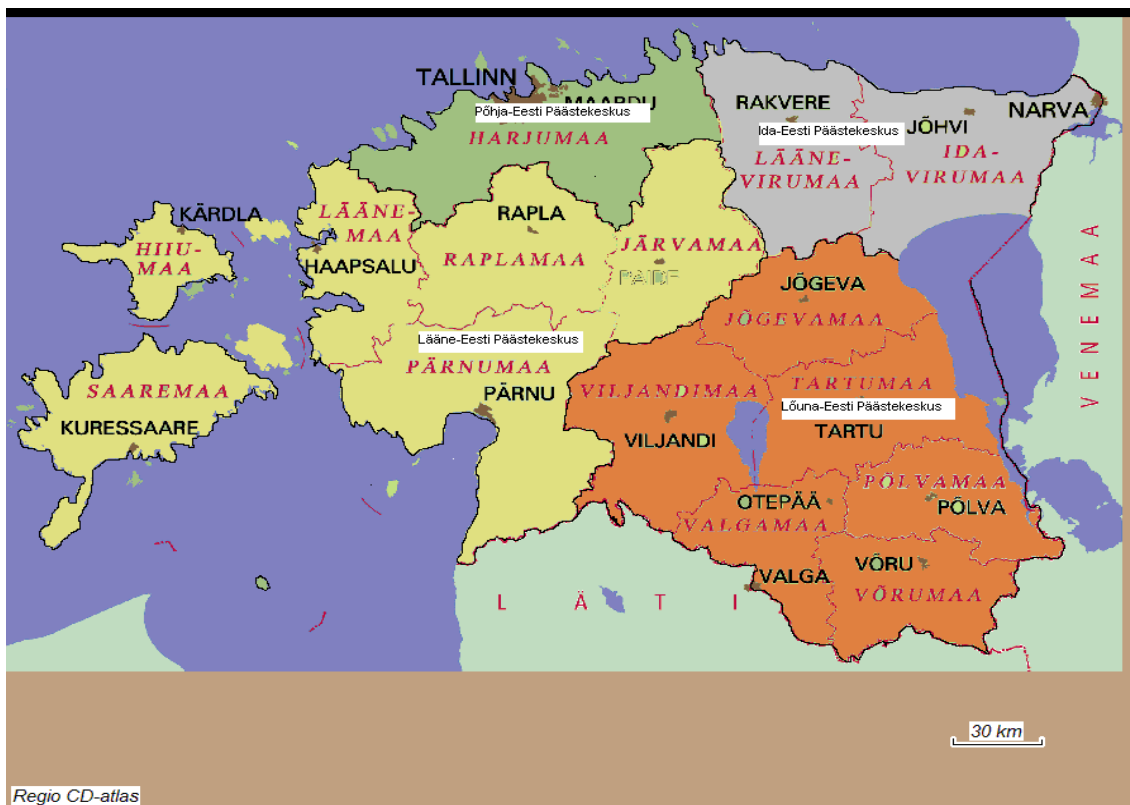 TALLINN
MAARDU
Põhja-Eesti Päästekeskus
HARJUMAA
RAKVERE
NARVA
Ida-Eesti Päästekeskus
JÕHVI
LÄÄNE-
VIRUMAA
IDA-
VIRUMAA
KÄRDLA
HIIU-
MAA
LÄÄNE-
MAA
HAAPSALU
RAPLA
RAPLAMAA
JÄRVAMAA
PAIDE
JÕGEVA
JÕGEVAMAA
VENEMAA
Lääne-Eesti Päästekeskus
PÄRNUMAA
PÄRNU
SAAREMAA
KURESSAARE
VILJANDIMAA
VILJANDI
TARTUMAA
Lõuna-Eesti Päästekeskus
TARTU
PÕLVAMAA
PÕLVA
OTEPÄÄ
VALGAMAA
VALGA
VÕRU
VÕRUMAA
LÄTI
30 km
Regio CD-atlas